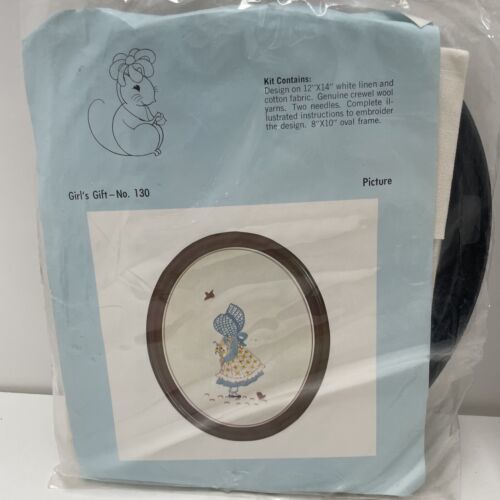 Kit Contains:
Design on 12"X14" white linen and
cotton fabric. Genuine crewel wool
yarns. Two needles. Complete il-
lustrated instructions to embroider
the design. 8"X10" oval frame.
Girl's Gift—No. 130
Picture